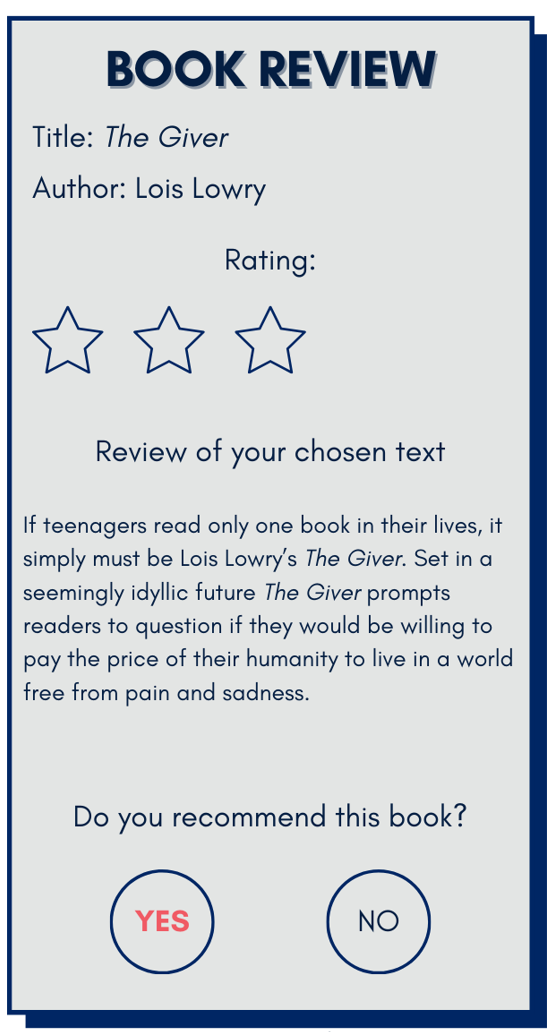 BOOK REVIEW
Title: The Giver
Author: Lois Lowry
Rating:
Review of your chosen text
If teenagers read only one book in their lives, it
simply must be Lois Lowry’s The Giver. Set in a
seemingly idyllic future The Giver prompts
readers to question if they would be willing to
pay the price of their humanity to live in a world
free from pain and sadness.
Do you recommend this book?
YES NO